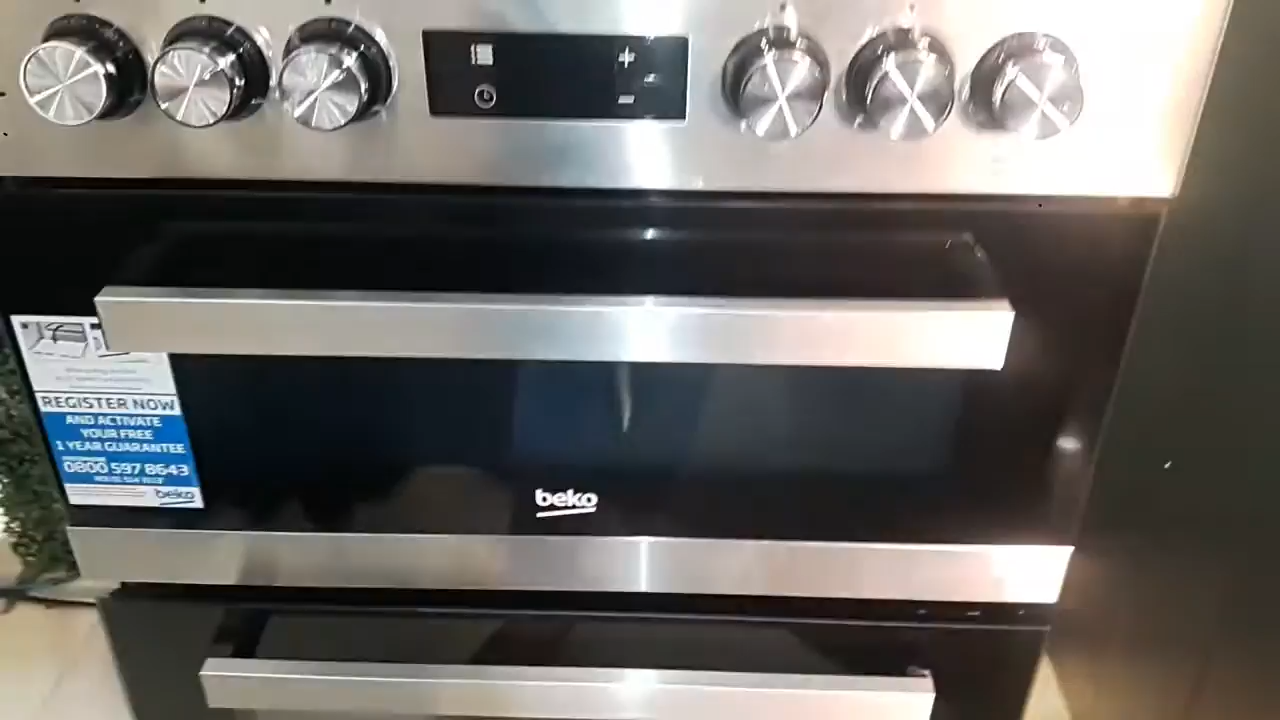 REGISTER NOW
AND ACTIVATE
YOUR FREE
1 YEAR GUARANTEE
0800 597 8643
beko
beko